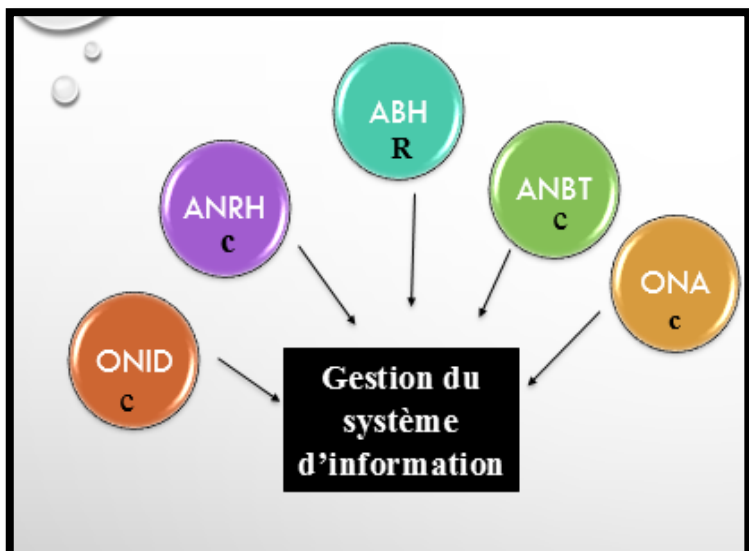 ABH
R
ANRH
c
ANBT
c
ONA
c
ONID
c
Gestion du
système
d'information